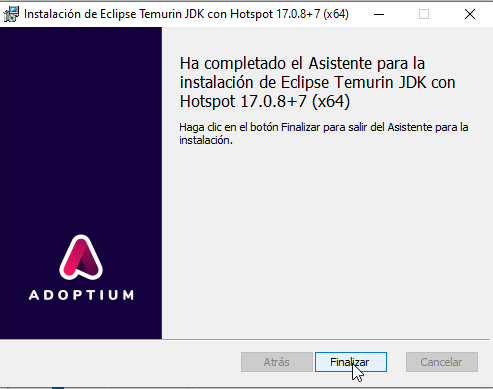 Instalación de Eclipse Temurin JDK con Hotspot 17.0.8+7 (x64)
Ha completado el Asistente para la
instalación de Eclipse Temurin JDK con
Hotspot 17.0.8+7 (x64)
Haga clic en el botón Finalizar para salir del Asistente para la
instalación.
ADOPTIUM
Atrás
Finalizar
Cancelar